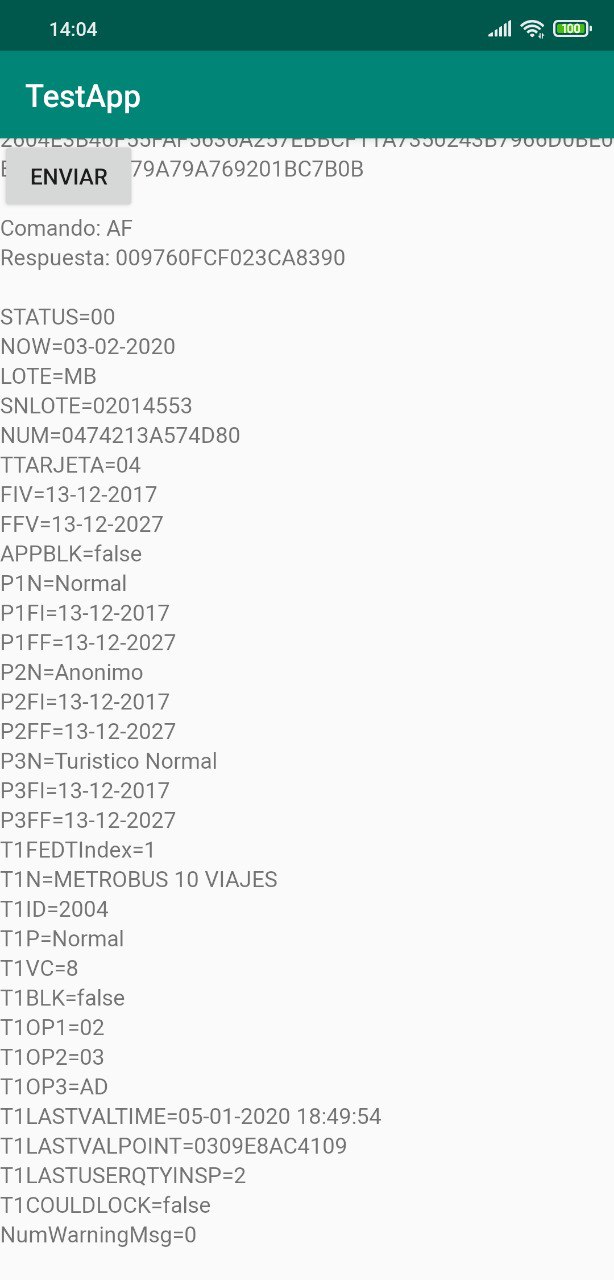 14:04
100
TestApp
79A79A769201BC7B0B
ENVIAR
Comando: AF
Respuesta: 009760FCF023CA8390
STATUS=00
NOW=03-02-2020
LOTE=MB
SNLOTE=02014553
NUM=0474213A574D80
TTARJETA=04
FIV=13-12-2017
FFV=13-12-2027
APPBLK=false
P1N=Normal
P1FI=13-12-2017
P1FF=13-12-2027
P2N=Anonimo
P2FI=13-12-2017
P2FF=13-12-2027
P3N=Turistico Normal
P3FI=13-12-2017
P3FF=13-12-2027
T1FEDTIndex=1
T1N=METROBUS 10 VIAJES
T1ID=2004
T1P=Normal
T1VC=8
T1BLK=false
T1OP1=02
T1OP2=03
T1OP3=AD
T1LASTVALTIME=05-01-2020 18:49:54
T1LASTVALPOINT=0309E8AC4109
T1LASTUSERQTYINSP=2
T1COULDLOCK=false
NumWarningMsg=0